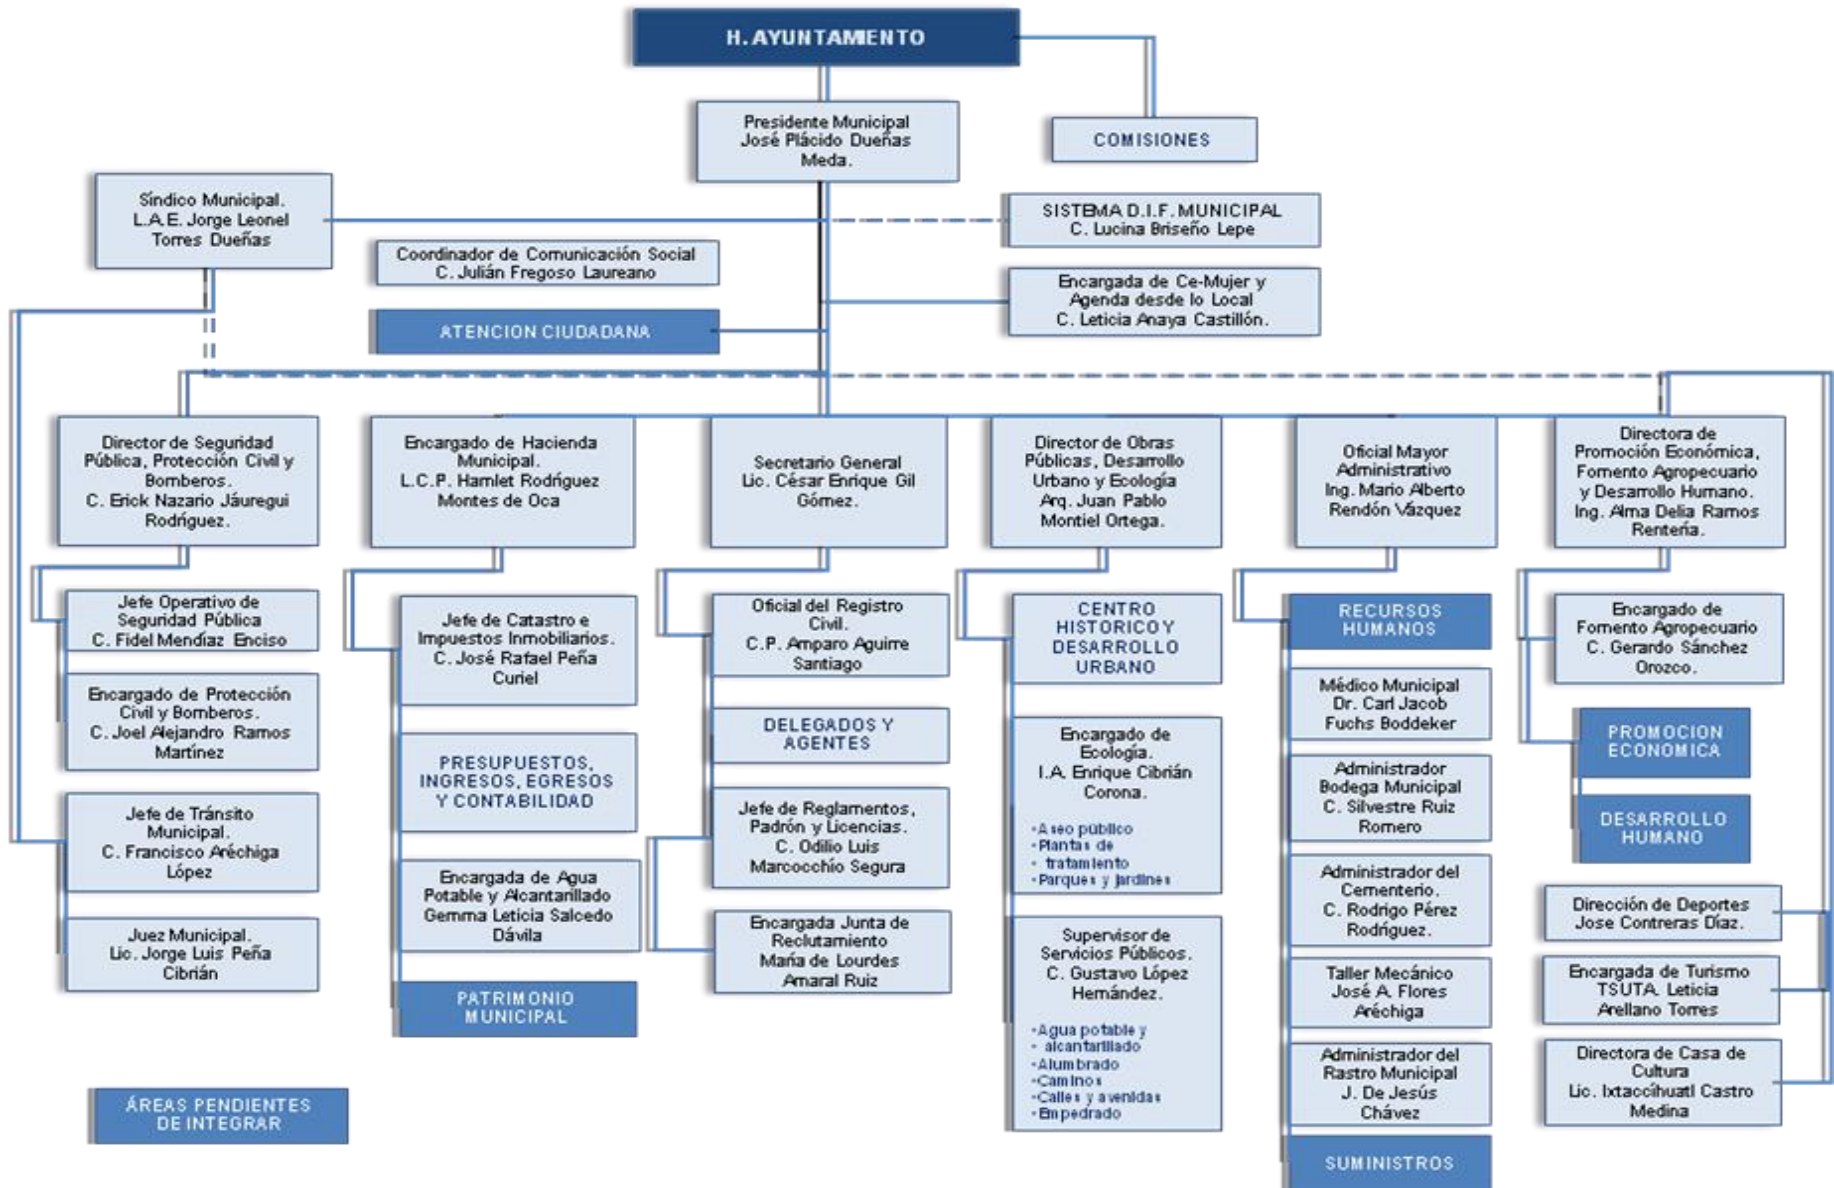 H. AYUNTAMIENTO
Presidente Municipal
José Plácido Dueñas
Meda.
COMISIONES
Síndico Municipal.
L.A.E. Jorge Leonel
Torres Dueñas
SISTEMA D.I.F. MUNICIPAL
C. Lucina Briseño Lepe
Coordinador de Comunicación Social
C. Julián Fregoso Laureano
Encargada de Ce-Mujer y
Agenda desde lo Local
C. Leticia Anaya Castillón.
ATENCION CIUDADANA
Director de Seguridad
Pública, Protección Civil y
Bomberos.
C. Erick Nazario Jáuregui
Rodríguez.
Jefe Operativo de
Seguridad Pública
C. Fidel Mendíaz Enciso
Encargado de Protección
Civil y Bomberos.
C. Joel Alejandro Ramos
Martínez
Jefe de Tránsito
Municipal.
C. Francisco Aréchiga
López
Juez Municipal.
Lic. Jorge Luis Peña
Cibrián
Encargado de Hacienda
Municipal.
L.C.P. Hamlet Rodríguez
Montes de Oca
Jefe de Catastro e
Impuestos Inmobiliarios.
C. José Rafael Peña
Curiel
PRESUPUESTOS,
INGRESOS, EGRESOS
Y CONTABILIDAD
Encargada de Agua
Potable y Alcantarillado
Gemma Leticia Salcedo
Dávila
PATRIMONIO
MUNICIPAL
Secretario General
Lic. César Enrique Gil
Gómez.
Oficial del Registro
Civil.
C.P. Amparo Aguirre
Santiago
DELEGADOS Y
AGENTES
Jefe de Reglamentos,
Padrón y Licencias.
C. Odilio Luis
Marcocchío Segura
Encargada Junta de
Reclutamiento
María de Lourdes
Amaral Ruiz
Director de Obras
Públicas, Desarrollo
Urbano y Ecología
Arq. Juan Pablo
Montiel Ortega.
CENTRO
HISTORICO Y
DESARROLLO
URBANO
Encargado de
Ecología.
I.A. Enrique Cibrián
Corona.
•Aseo público
•Plantas de
• tratamiento
•Parques y jardines
Supervisor de
Servicios Públicos.
C. Gustavo López
Hernández.
•Agua potable y
• alcantarillado
•Alumbrado
•Caminos
•Calles y avenidas
•Empedrado
Oficial Mayor
Administrativo
Ing. Mario Alberto
Rendón Vázquez
RECURSOS
HUMANOS
Médico Municipal
Dr. Carl Jacob
Fuchs Boddeker
Administrador
Bodega Municipal
C. Silvestre Ruiz
Romero
Administrador del
Cementerio.
C. Rodrigo Pérez
Rodríguez.
Taller Mecánico
José A. Flores
Aréchiga
Administrador del
Rastro Municipal
J. De Jesús
Chávez
SUMINISTROS
Directora de
Promoción Económica,
Fomento Agropecuario
y Desarrollo Humano.
Ing. Alma Delia Ramos
Rentería.
Encargado de
Fomento Agropecuario
C. Gerardo Sánchez
Orozco.
PROMOCION
ECONOMICA
DESARROLLO
HUMANO
Dirección de Deportes
Jose Contreras Díaz.
Encargada de Turismo
TSUTA. Leticia
Arellano Torres
Directora de Casa de
Cultura
Lic. Ixtaccíhuatl Castro
Medina
ÁREAS PENDIENTES
DE INTEGRAR